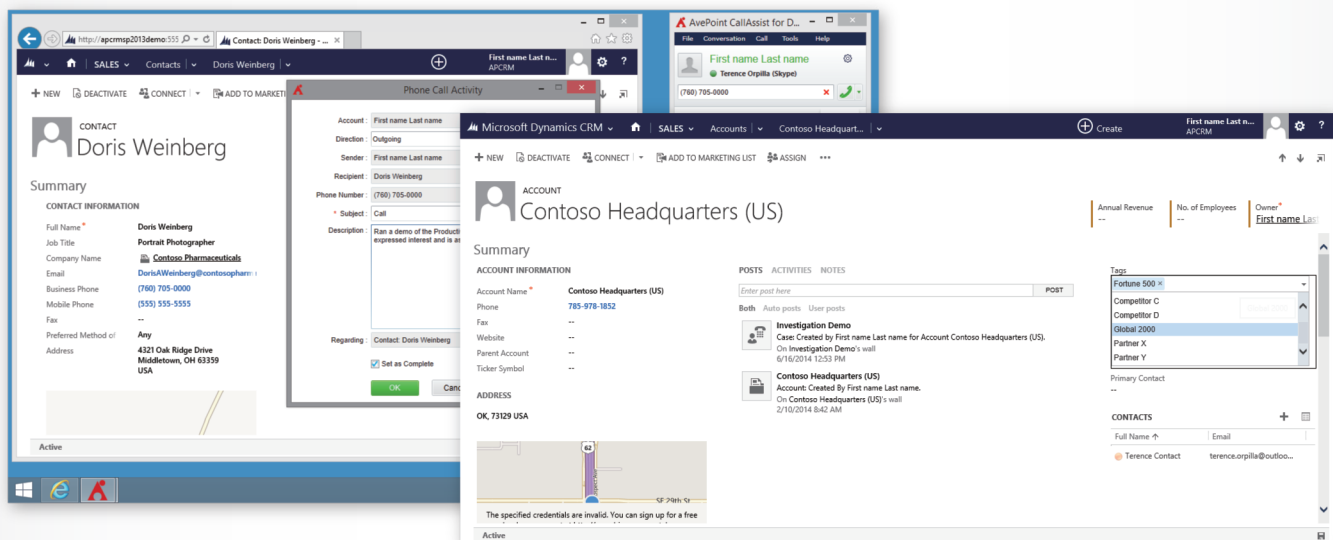 http://apcrmsp2013demo:555
Contact: Doris Weinberg - ...
SALES
Contacts
Doris Weinberg
First name Last n...
APCRM
?
NEW
DEACTIVATE
CONNECT
ADD TO MARKETI
CONTACT
Doris Weinberg
Summary
CONTACT INFORMATION
Full Name*
Doris Weinberg
Job Title
Portrait Photographer
Company Name
Contoso Pharmaceuticals
Email
DorisAWeinberg@contosopharm
Business Phone
(760) 705-0000
Mobile Phone
(555) 555-5555
Fax
--
Preferred Method of
Any
Address
4321 Oak Ridge Drive
Middletown, OH 63359
USA
Active
Phone Call Activity
Account :
First name Last name
Direction :
Outgoing
Sender :
First name Last name
Recipient :
Doris Weinberg
Phone Number :
(760) 705-0000
* Subject :
Call
Description :
Ran a demo of the Producti
expressed interest and is as
Regarding :
Contact: Doris Weinberg
Set as Complete
OK
Canc
AvePoint CallAssist for D...
File
Conversation
Call
Tools
Help
First name Last name
Terence Orpilla (Skype)
(760) 705-0000
Microsoft Dynamics CRM
SALES
Accounts
Contoso Headquart...
Create
First name Last n...
APCRM
?
NEW
DEACTIVATE
CONNECT
ADD TO MARKETING LIST
ASSIGN
...
ACCOUNT
Contoso Headquarters (US)
Annual Revenue
--
No. of Employees
--
Owner*
First name Las
Summary
ACCOUNT INFORMATION
Account Name*
Contoso Headquarters (US)
Phone
785-978-1852
Fax
--
Website
--
Parent Account
--
Ticker Symbol
--
ADDRESS
OK, 73129 USA
62
SE 29th St
The specified credentials are invalid. You can sign up for a free
Active
POSTS
ACTIVITIES
NOTES
Enter post here
POST
Both
Auto posts
User posts
Investigation Demo
Case: Created by First name Last name for Account Contoso Headquarters (US).
On Investigation Demo's wall
6/16/2014 12:53 PM
Contoso Headquarters (US)
Account: Created By First name Last name.
On Contoso Headquarters (US)'s wall
2/10/2014 8:42 AM
Tags
Fortune 500 ×
Competitor C
Competitor D
Global 2000
Partner X
Partner Y
Primary Contact
--
CONTACTS
Full Name
Email
Terence Contact
terence.orpilla@outloo...